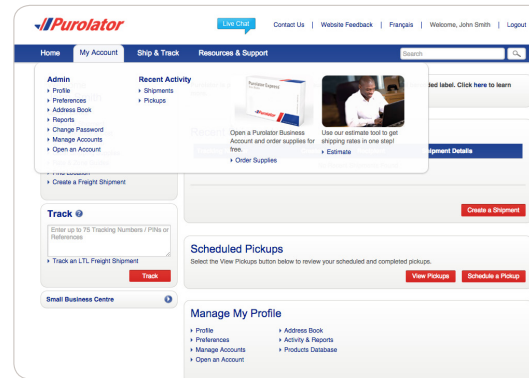 Purolator
Live Chat
Contact Us | Website Feedback | Français | Welcome, John Smith | Logout
Home
My Account
Ship & Track
Resources & Support
Search
Admin
Profile
Preferences
Address Book
Reports
Change Password
Manage Accounts
Open an Account
Recent Activity
Shipments
Pickups
Purolator Express
Purolator
Open a Purolator Business
Account and order supplies for
free.
Order Supplies
Use our estimate tool to get
shipping rates in one step!
Estimate
ted label. Click here to learn
Shipment Details
Create a Freight Shipment
Create a Shipment
Track
Enter up to 75 Tracking Numbers / PINs or
References
Track an LTL Freight Shipment
Track
Small Business Centre
Scheduled Pickups
Select the View Pickups button below to review your scheduled and completed pickups.
View Pickups
Schedule a Pickup
Manage My Profile
Profile
Preferences
Manage Accounts
Open an Account
Address Book
Activity & Reports
Products Database